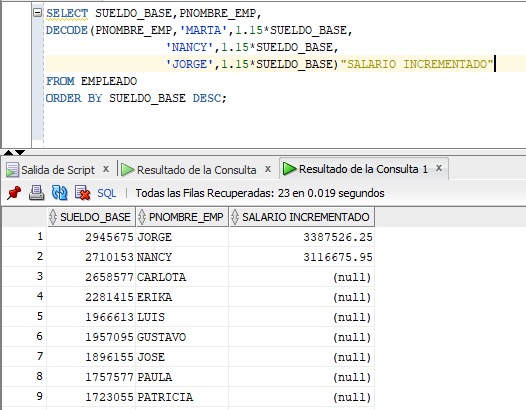 SELECT SUELDO_BASE,PNOMBRE_EMP,
DECODE(PNOMBRE_EMP,'MARTA',1.15*SUELDO_BASE,
'NANCY',1.15*SUELDO_BASE,
'JORGE',1.15*SUELDO_BASE)"SALARIO INCREMENTADO"
FROM EMPLEADO
ORDER BY SUELDO_BASE DESC;
Salida de Script x Resultado de la Consulta x Resultado de la Consulta 1 x
SQL | Todas las Filas Recuperadas: 23 en 0.019 segundos
SUELDO_BASE PNOMBRE_EMP SALARIO INCREMENTADO
1 2945675 JORGE 3387526.25
2 2710153 NANCY 3116675.95
3 2658577 CARLOTA (null)
4 2281415 ERIKA (null)
5 1966613 LUIS (null)
6 1957095 GUSTAVO (null)
7 1896155 JOSE (null)
8 1757577 PAULA (null)
9 1723055 PATRICIA (null)